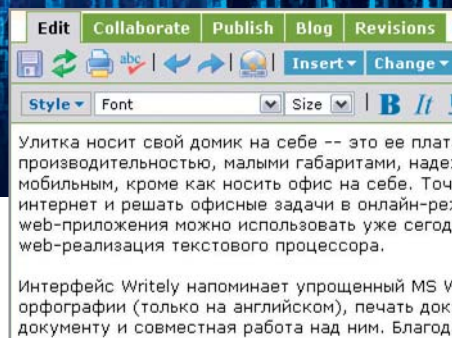 Edit Collaborate Publish Blog Revisions
abc Insert Change
Style Font Size B It
Улитка носит свой домик на себе -- это ее плат
производительностью, малыми габаритами, наде
мобильным, кроме как носить офис на себе. Точ
интернет и решать офисные задачи в онлайн-ре
web-приложения можно использовать уже сегод
web-реализация текстового процессора.
Интерфейс Writely напоминает упрощенный MS W
орфографии (только на английском), печать док
документу и совместная работа над ним. Благод